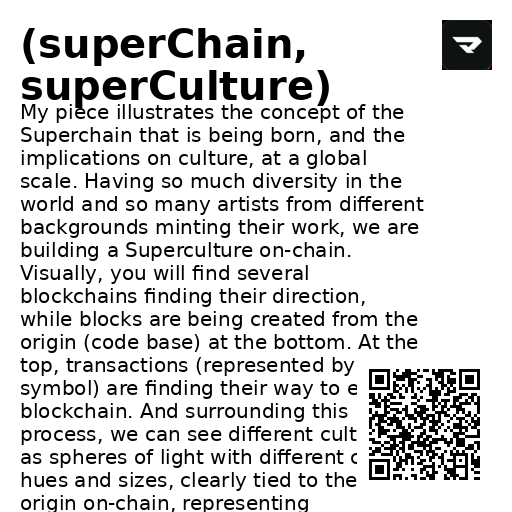 (superChain,
superCulture)
My piece illustrates the concept of the
Superchain that is being born, and the
implications on culture, at a global
scale. Having so much diversity in the
world and so many artists from different
backgrounds minting their work, we are
building a Superculture on-chain.
Visually, you will find several
blockchains finding their direction,
while blocks are being created from the
origin (code base) at the bottom. At the
top, transactions (represented by
symbol) are finding their way to
blockchain. And surrounding this
process, we can see different
as spheres of light with different
hues and sizes, clearly tied to the
origin on-chain, representing